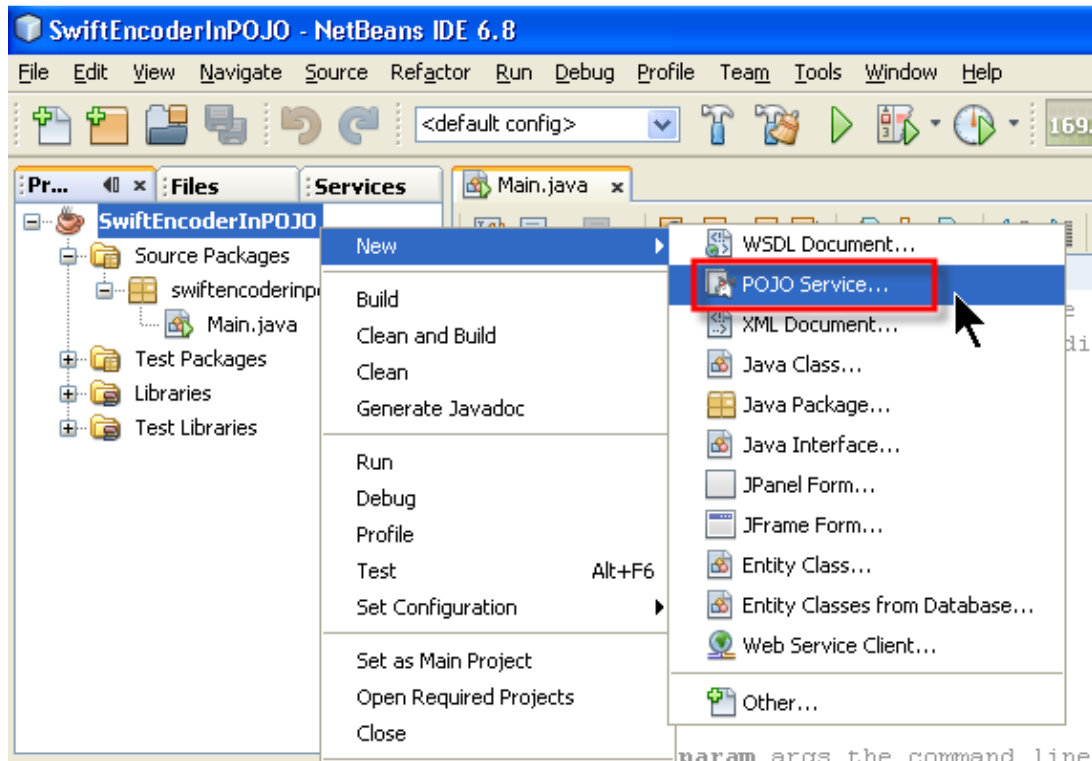 SwiftEncoderInPOJO - NetBeans IDE 6.8
File Edit View Navigate Source Refactor Run Debug Profile Team Tools Window Help
<default config>
169.
Pr... Files Services Main.java
SwiftEncoderInPOJO
Source Packages
swiftencoderinp
Main.java
Test Packages
Libraries
Test Libraries
New
Build
Clean and Build
Clean
Generate Javadoc
Run
Debug
Profile
Test Alt+F6
Set Configuration
Set as Main Project
Open Required Projects
Close
WSDL Document...
POJO Service...
XML Document...
Java Class...
Java Package...
Java Interface...
JPanel Form...
JFrame Form...
Entity Class...
Entity Classes from Database...
Web Service Client...
Other...
param args the command line